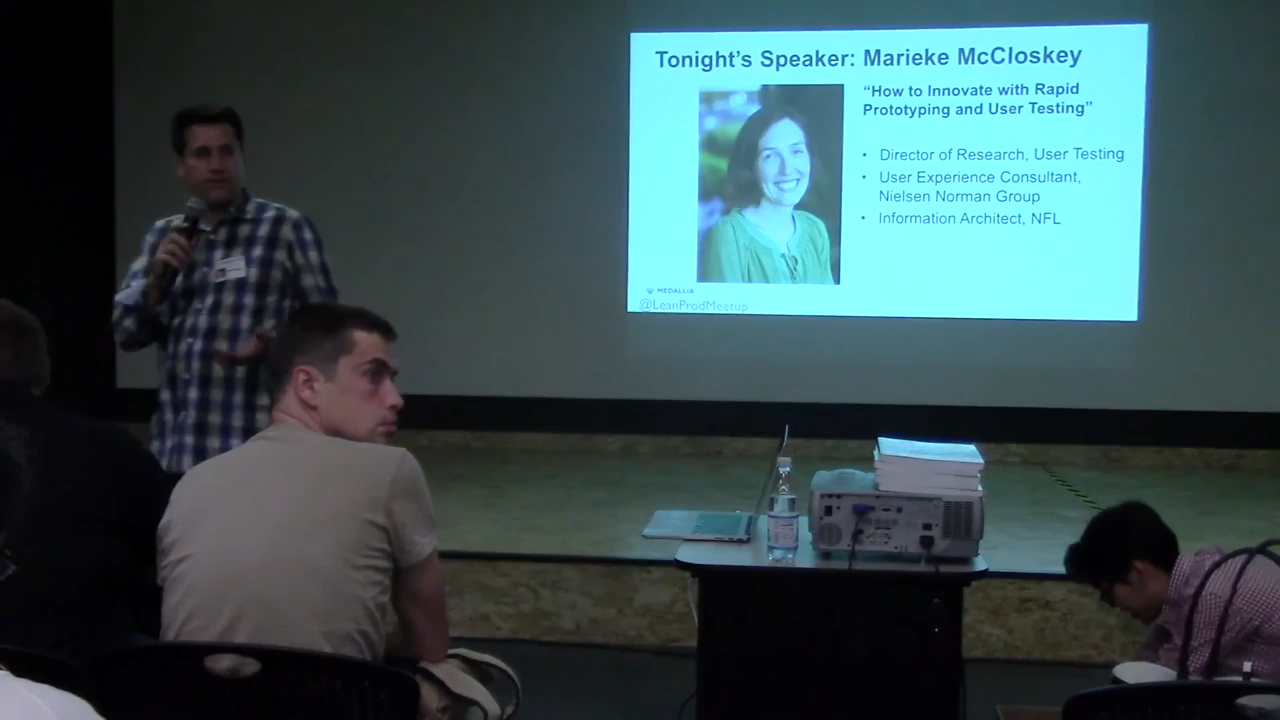 Tonight's Speaker: Marieke McCloskey
“How to Innovate with Rapid
Prototyping and User Testing”
• Director of Research, User Testing
• User Experience Consultant,
Nielsen Norman Group
• Information Architect, NFL
MEDALLIA
@LeanProdMeetup